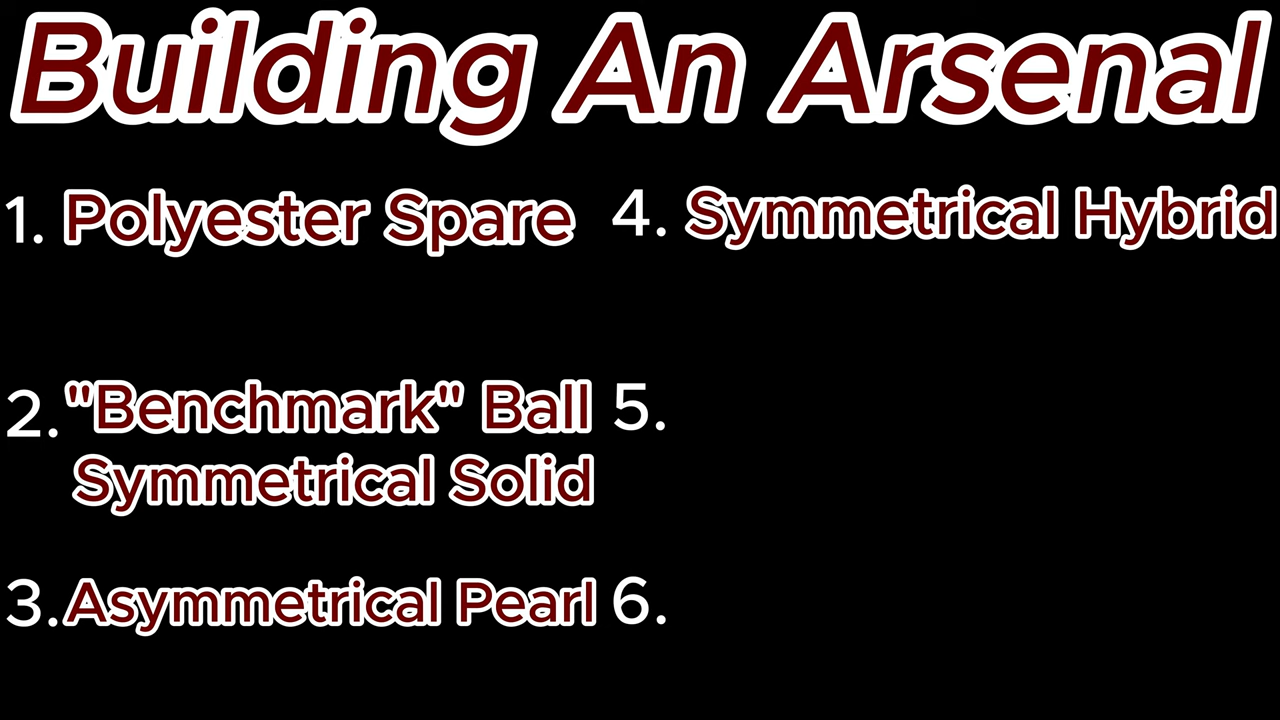 Building An Arsenal
1. Polyester Spare
2. "Benchmark" Ball
Symmetrical Solid
3. Asymmetrical Pearl
4. Symmetrical Hybrid
5.
6.